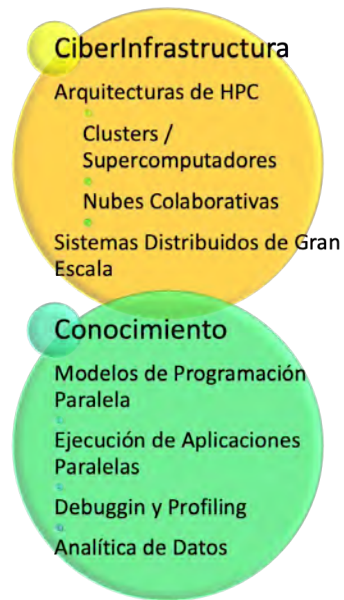 CiberInfrastructura
Arquitecturas de HPC
Clusters /
Supercomputadores
Nubes Colaborativas
Sistemas Distribuidos de Gran
Escala
Conocimiento
Modelos de Programación
Paralela
Ejecución de Aplicaciones
Paralelas
Debuggin y Profiling
Analítica de Datos